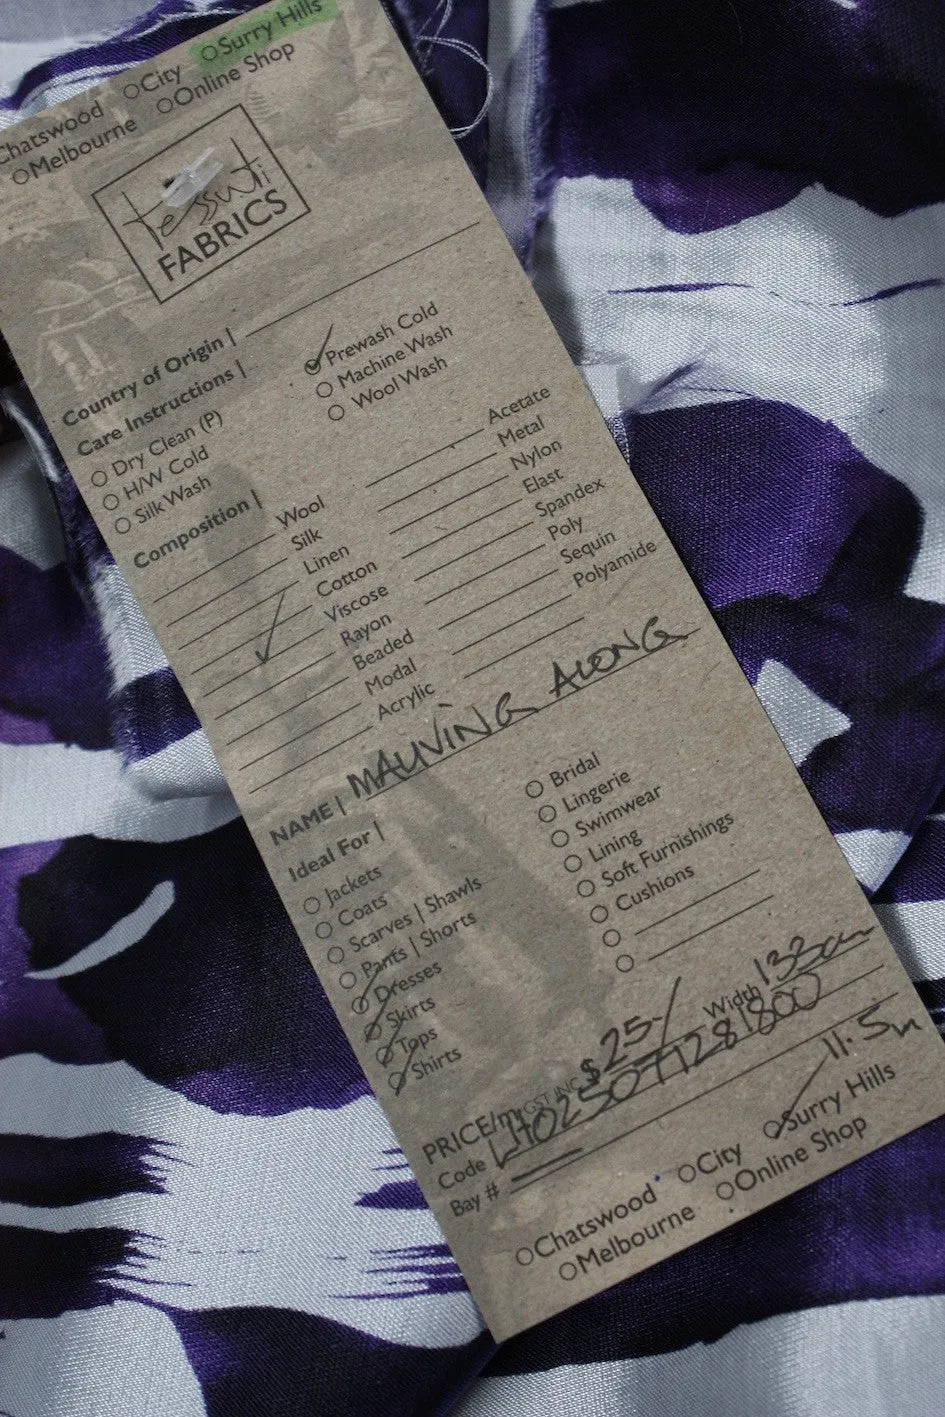 Chatswood ○City ○Surry Hills
○Melbourne ○Online Shop
tessuti
FABRICS
Country of Origin |
Care Instructions |
○ Dry Clean (P)
○ H/W Cold
○ Silk Wash
✓ Prewash Cold
○ Machine Wash
○ Wool Wash
Composition |
Wool
Silk
Linen
Cotton
✓ Viscose
Rayon
Beaded
Modal
Acrylic
Acetate
Metal
Nylon
Elast
Spandex
Poly
Sequin
Polyamide
NAME | MAUVING ALONG
Ideal For |
○ Jackets
○ Coats
○ Scarves | Shawls
○ Pants | Shorts
○ Dresses
○ Skirts
○ Tops
○ Shirts
○ Bridal
○ Lingerie
○ Swimwear
○ Lining
○ Soft Furnishings
○ Cushions
○
○
PRICE/m GST INC $25-/ Width 133cm
Code
Bay # 11.5m
○Chatswood ○City ○Surry Hills
○Melbourne ○Online Shop